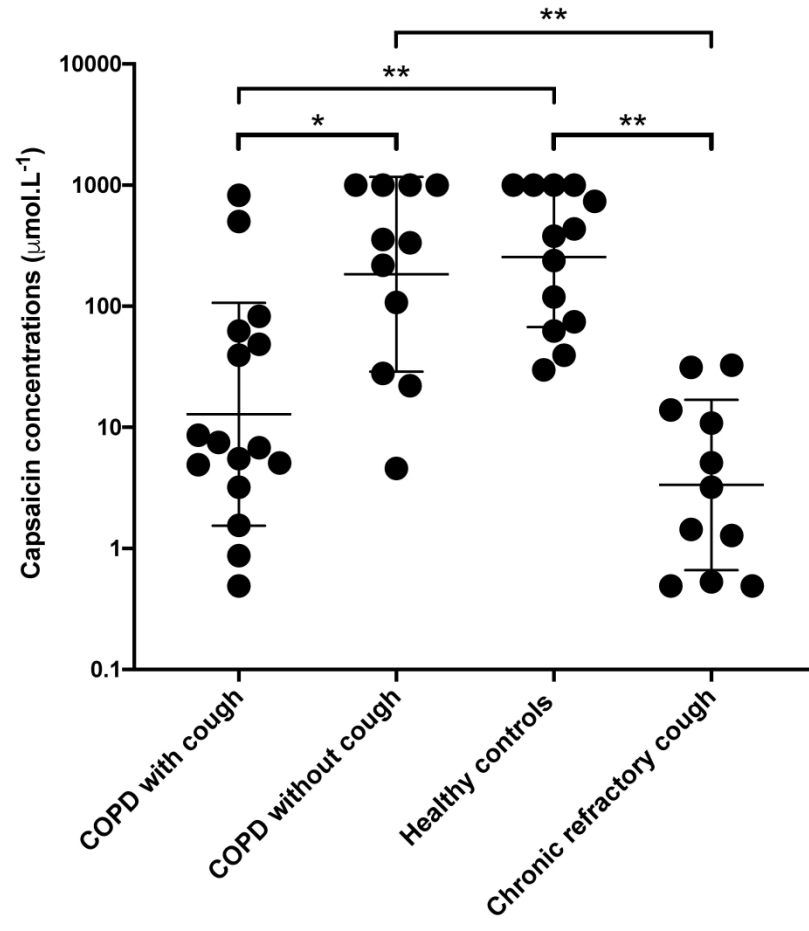 **
**
* **
10000
1000
100
10
1
0.1
Capsaicin concentrations (μmol.L⁻¹)
COPD with cough
COPD without cough
Healthy controls
Chronic refractory cough